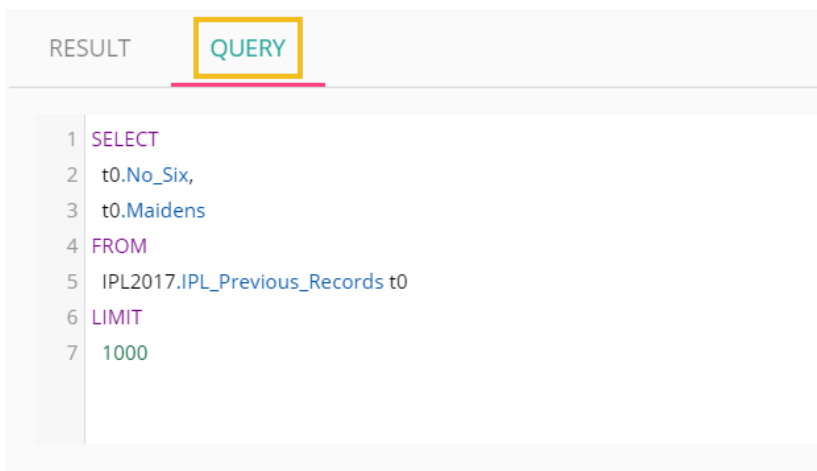 RESULT QUERY
1 SELECT
2 t0.No_Six,
3 t0.Maidens
4 FROM
5 IPL2017.IPL_Previous_Records t0
6 LIMIT
7 1000